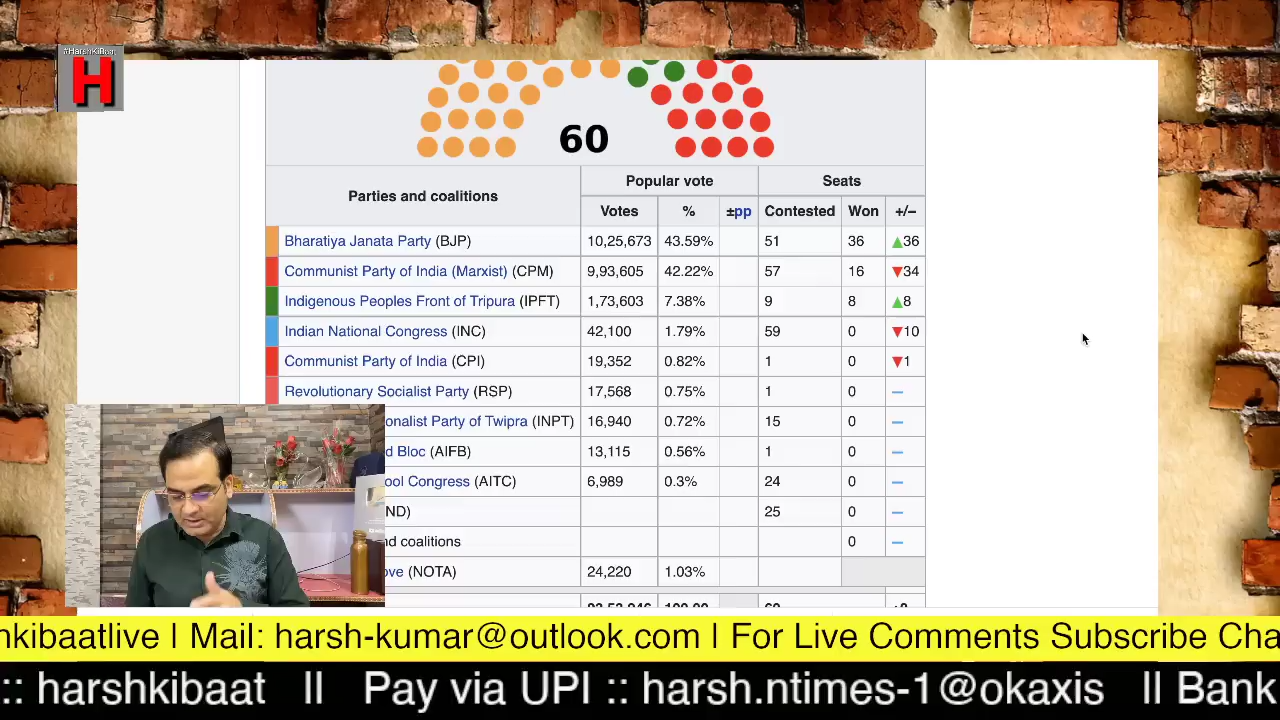 #HarshKiBaat
H
60
Parties and coalitions Popular vote Seats
Votes % ±pp Contested Won +/−
Bharatiya Janata Party (BJP) 10,25,673 43.59% 51 36 ▲36
Communist Party of India (Marxist) (CPM) 9,93,605 42.22% 57 16 ▼34
Indigenous Peoples Front of Tripura (IPFT) 1,73,603 7.38% 9 8 ▲8
Indian National Congress (INC) 42,100 1.79% 59 0 ▼10
Communist Party of India (CPI) 19,352 0.82% 1 0 ▼1
Revolutionary Socialist Party (RSP) 17,568 0.75% 1 0 –
onalist Party of Twipra (INPT) 16,940 0.72% 15 0 –
d Bloc (AIFB) 13,115 0.56% 1 0 –
ool Congress (AITC) 6,989 0.3% 24 0 –
ND) 25 0 –
nd coalitions 0 –
ove (NOTA) 24,220 1.03%
nkibaatlive | Mail: harsh-kumar@outlook.com | For Live Comments Subscribe Cha
:: harshkibaat || Pay via UPI :: harsh.ntimes-1@okaxis || Bank